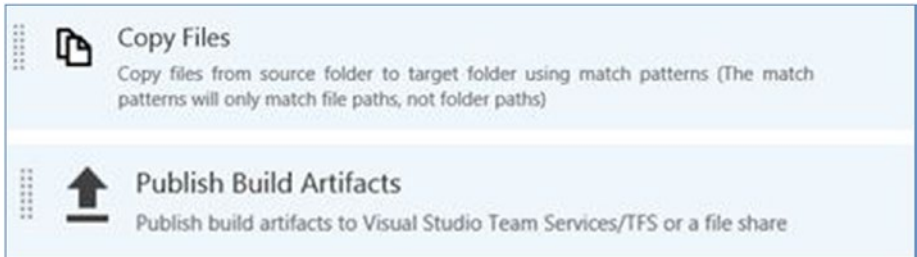 Copy Files
Copy files from source folder to target folder using match patterns (The match
patterns will only match file paths, not folder paths)
Publish Build Artifacts
Publish build artifacts to Visual Studio Team Services/TFS or a file share